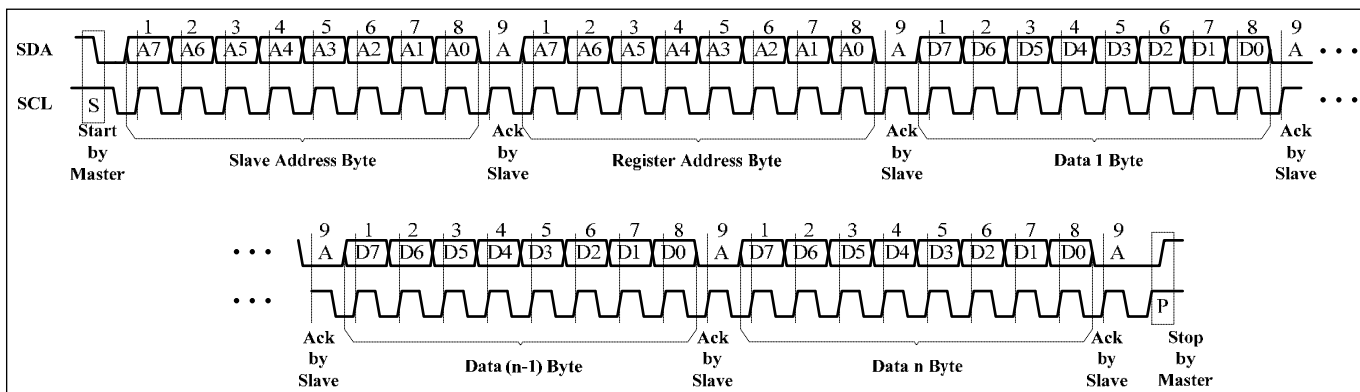 1 2 3 4 5 6 7 8 9 1 2 3 4 5 6 7 8 9 1 2 3 4 5 6 7 8 9
SDA A7 A6 A5 A4 A3 A2 A1 A0 A A7 A6 A5 A4 A3 A2 A1 A0 A D7 D6 D5 D4 D3 D2 D1 D0 A • • •
SCL S • • •
Start by Master
Slave Address Byte
Ack by Slave
Register Address Byte
Ack by Slave
Data 1 Byte
Ack by Slave
9 1 2 3 4 5 6 7 8 9 1 2 3 4 5 6 7 8 9
• • • A D7 D6 D5 D4 D3 D2 D1 D0 A D7 D6 D5 D4 D3 D2 D1 D0 A
• • • P
Ack by Slave
Data (n-1) Byte
Ack by Slave
Data n Byte
Ack by Slave
Stop by Master